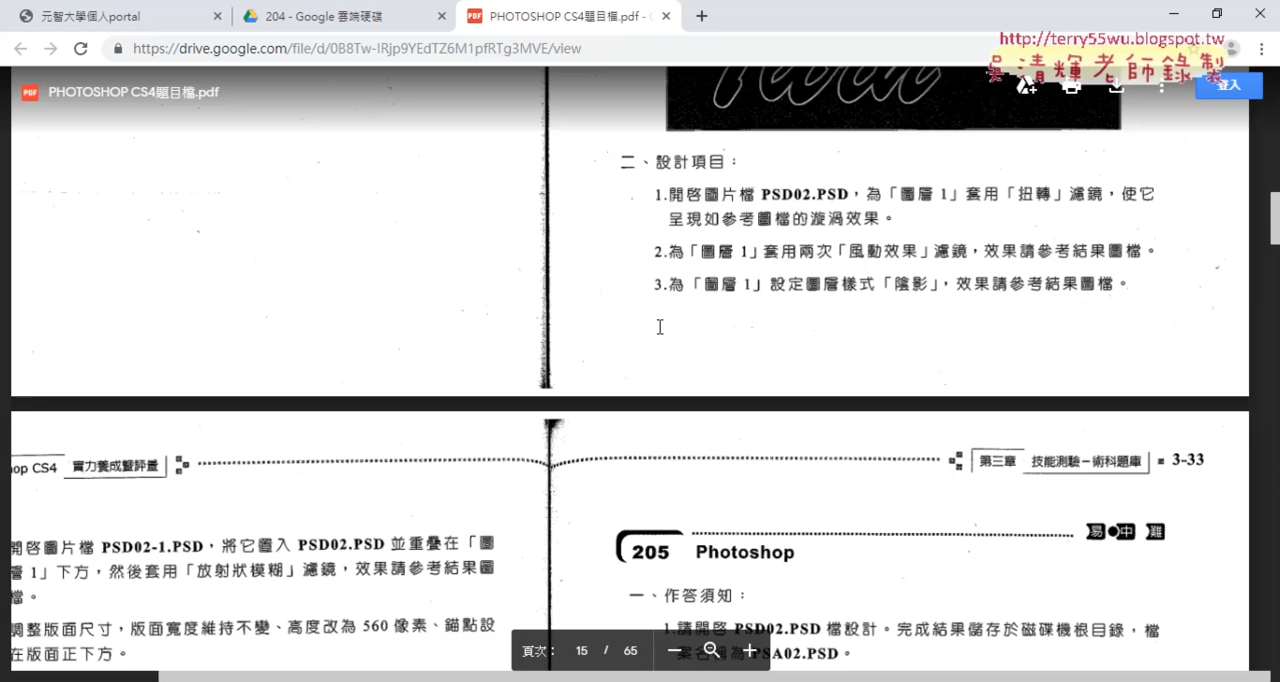 元智大學個人portal
204 - Google 雲端硬碟
PHOTOSHOP CS4題目檔.pdf - G
https://drive.google.com/file/d/0B8Tw-IRjp9YEdTZ6M1pfRTg3MVE/view
http://terry55wu.blogspot.tw
吳清輝老師錄製
PHOTOSHOP CS4題目檔.pdf
登入
二、設計項目：
1.開啓圖片檔 PSD02.PSD，為「圖層 1」套用「扭轉」濾鏡，使它
呈現如參考圖檔的漩渦效果。
2.為「圖層 1」套用兩次「風動效果」濾鏡，效果請參考結果圖檔。
3.為「圖層 1」設定圖層樣式「陰影」，效果請參考結果圖檔。
op CS4 實力養成暨評量
第三章 技能測驗－術科題庫 3-33
開啓圖片檔 PSD02-1.PSD，將它置入 PSD02.PSD 並重疊在「圖
層 1」下方，然後套用「放射狀模糊」濾鏡，效果請參考結果圖
檔。
調整版面尺寸，版面寬度維持不變、高度改為 560 像素、錨點設
在版面正下方。
易 中 難
205 Photoshop
一、作答須知：
1.請開啓 PSD02.PSD 檔設計。完成結果儲存於磁碟機根目錄，檔
案名稱為 PSA02.PSD。
頁次： 15 / 65